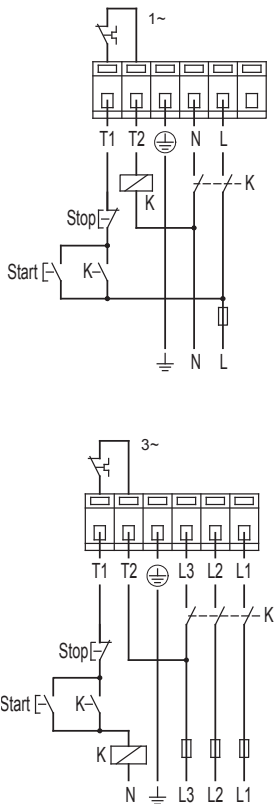 1~
T1 T2 N L
K
K
Stop
Start K
N L
3~
T1 T2 L3 L2 L1
K
Stop
Start K
K
N L3 L2 L1